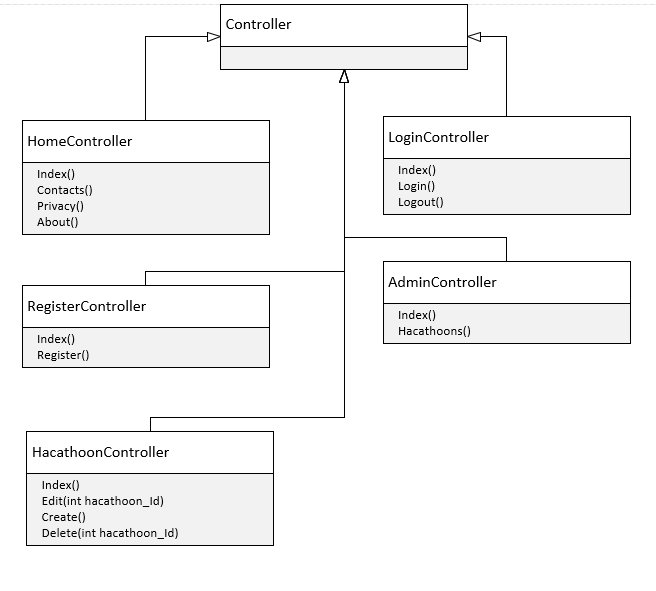 Controller
HomeController
Index()
Contacts()
Privacy()
About()
LoginController
Index()
Login()
Logout()
RegisterController
Index()
Register()
AdminController
Index()
Hacathoons()
HacathoonController
Index()
Edit(int hacathoon_Id)
Create()
Delete(int hacathoon_Id)